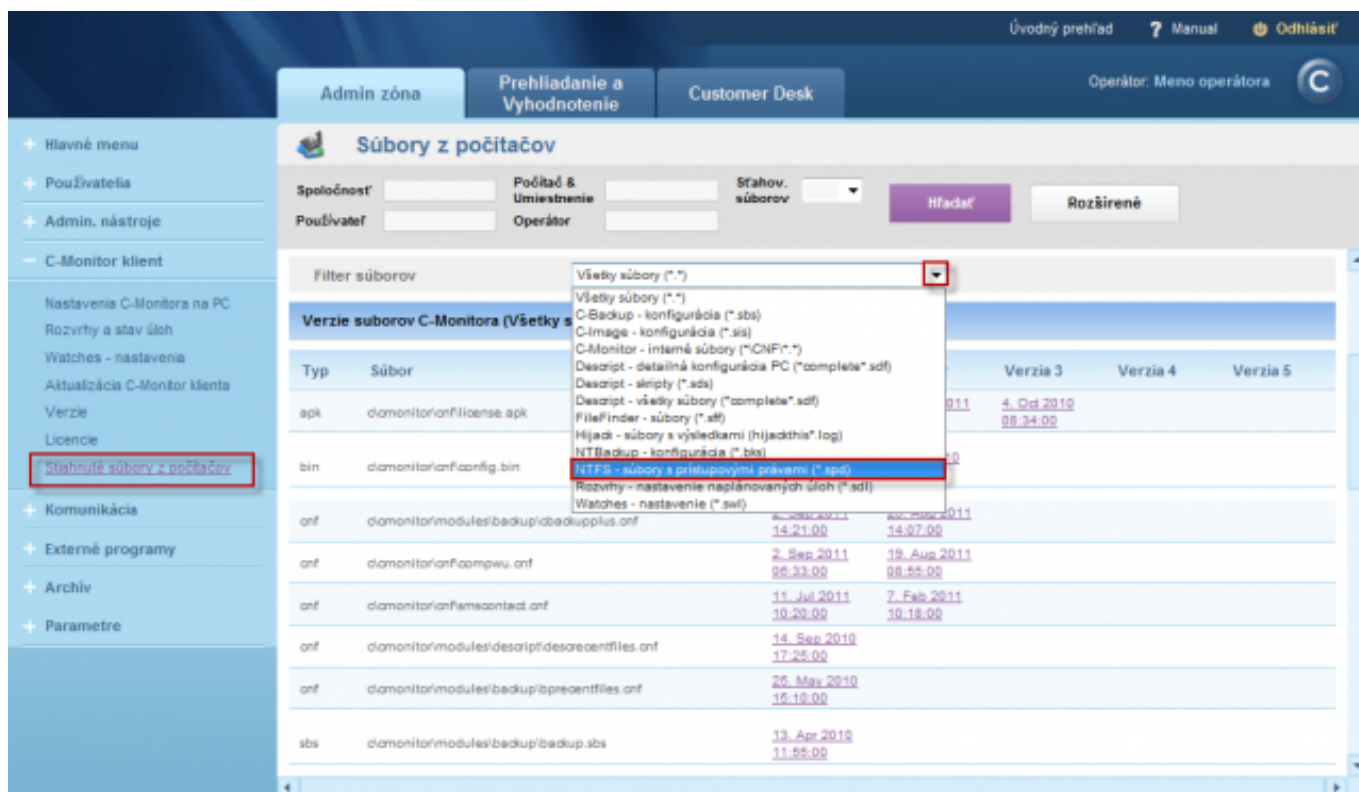 Úvodný prehľad ? Manual Odhlásiť
Admin zóna
Prehliadanie a
Vyhodnotenie
Customer Desk
Operátor: Meno operátora
C
+ Hlavné menu
+ Používatelia
+ Admin. nástroje
− C-Monitor klient
Nastavenia C-Monitora na PC
Rozvrhy a stav úloh
Watches - nastavenia
Aktualizácia C-Monitor klienta
Verzie
Licencie
Stiahnuté súbory z počítačov
+ Komunikácia
+ Externé programy
+ Archív
+ Parametre
Súbory z počítačov
Spoločnosť
Počítač &
Umiestnenie
Sťahov.
súborov
Používateľ
Operátor
Hľadať
Rozšírené
Filter súborov
Všetky súbory (*.*)
Všetky súbory (*.*)
C-Backup - konfigurácia (*.sbs)
C-Image - konfigurácia (*.sis)
C-Monitor - interné súbory (*\CNF\*.*)
Descript - detailná konfigurácia PC (*complete*.sdf)
Descript - skripty (*.sds)
Descript - všetky súbory (*complete*.sdf)
FileFinder - súbory (*.sff)
Hijack - súbory s výsledkami (hijackthis*.log)
NTBackup - konfigurácia (*.bks)
NTFS - súbory s prístupovými právami (*.spd)
Rozvrhy - nastavenie naplánovaných úloh (*.sdl)
Watches - nastavenie (*.swl)
Verzie suborov C-Monitora (Všetky s
Typ Súbor Verzia 3 Verzia 4 Verzia 5
apk c\cmonitor\cnf\license.apk 2011 4. Oct 2010
08:34:00
bin c\cmonitor\cnf\config.bin
cnf c\cmonitor\modules\backup\cbackupplus.cnf 2. Sep 2011 Aug 2011
14:21:00 14:07:00
cnf c\cmonitor\cnf\compwu.cnf 2. Sep 2011 19. Aug 2011
06:33:00 08:55:00
cnf c\cmonitor\cnf\smscontact.cnf 11. Jul 2011 7. Feb 2011
10:20:00 10:18:00
cnf c\cmonitor\modules\descript\descrecentfiles.cnf 14. Sep 2010
17:25:00
cnf c\cmonitor\modules\backup\bprecentfiles.cnf 25. May 2010
15:10:00
sbs c\cmonitor\modules\backup\backup.sbs 13. Apr 2010
11:55:00